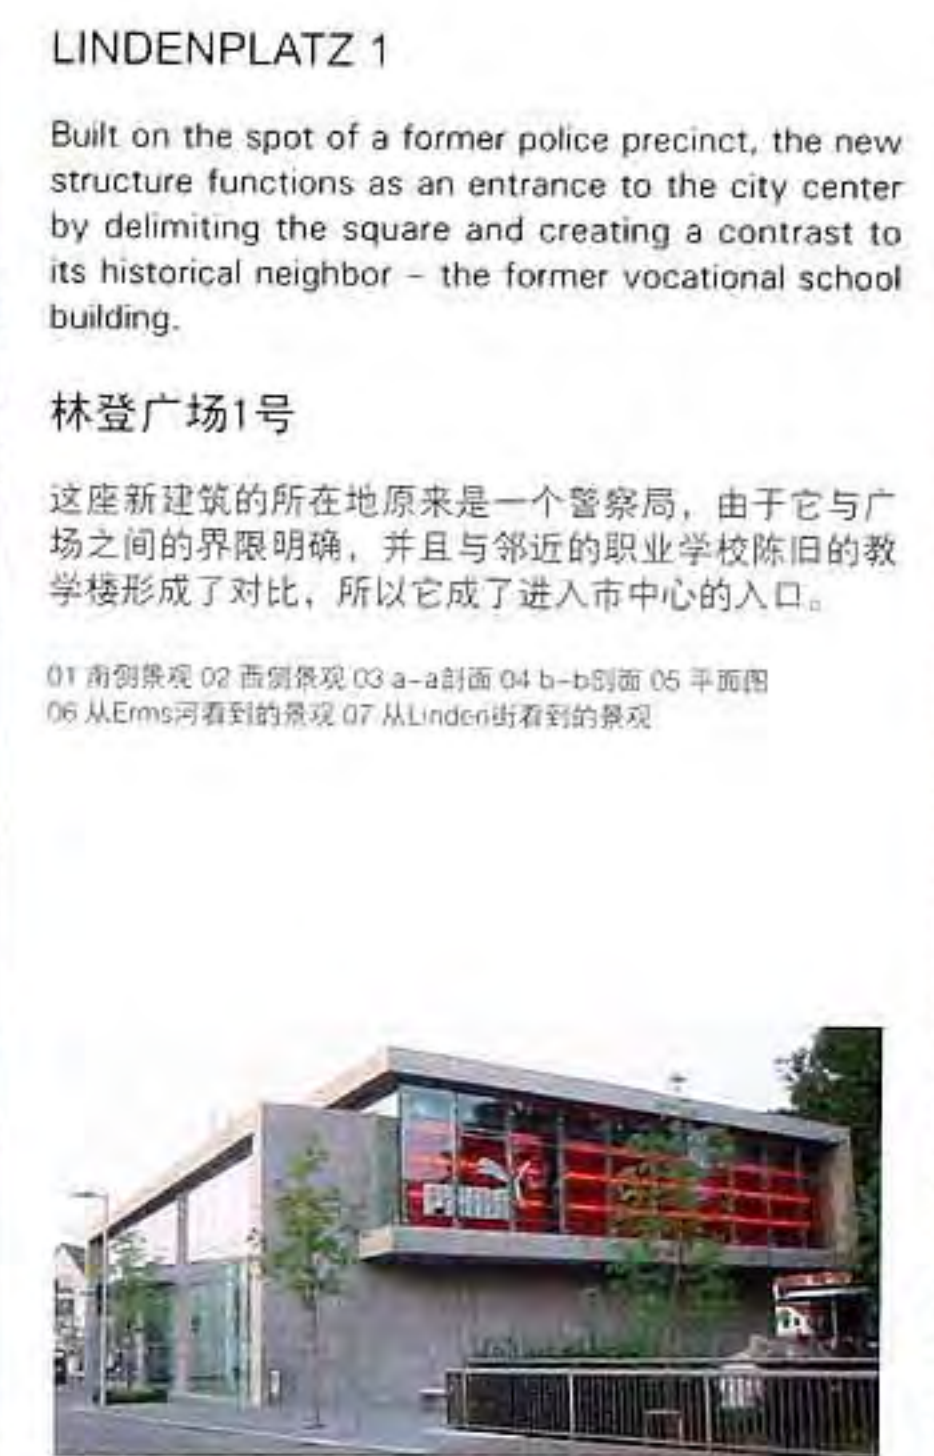 LINDENPLATZ 1
Built on the spot of a former police precinct, the new
structure functions as an entrance to the city center
by delimiting the square and creating a contrast to
its historical neighbor – the former vocational school
building.
林登广场1号
这座新建筑的所在地原来是一个警察局，由于它与广
场之间的界限明确，并且与邻近的职业学校陈旧的教
学楼形成了对比，所以它成了进入市中心的入口。
01 南侧景观 02 西侧景观 03 a-a剖面 04 b-b剖面 05 平面图
06 从Erms河看到的景观 07 从Linden街看到的景观
PUMA